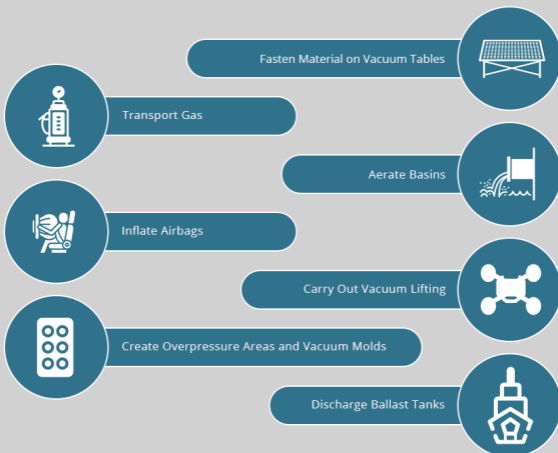 Fasten Material on Vacuum Tables
Transport Gas
Aerate Basins
Inflate Airbags
Carry Out Vacuum Lifting
Create Overpressure Areas and Vacuum Molds
Discharge Ballast Tanks